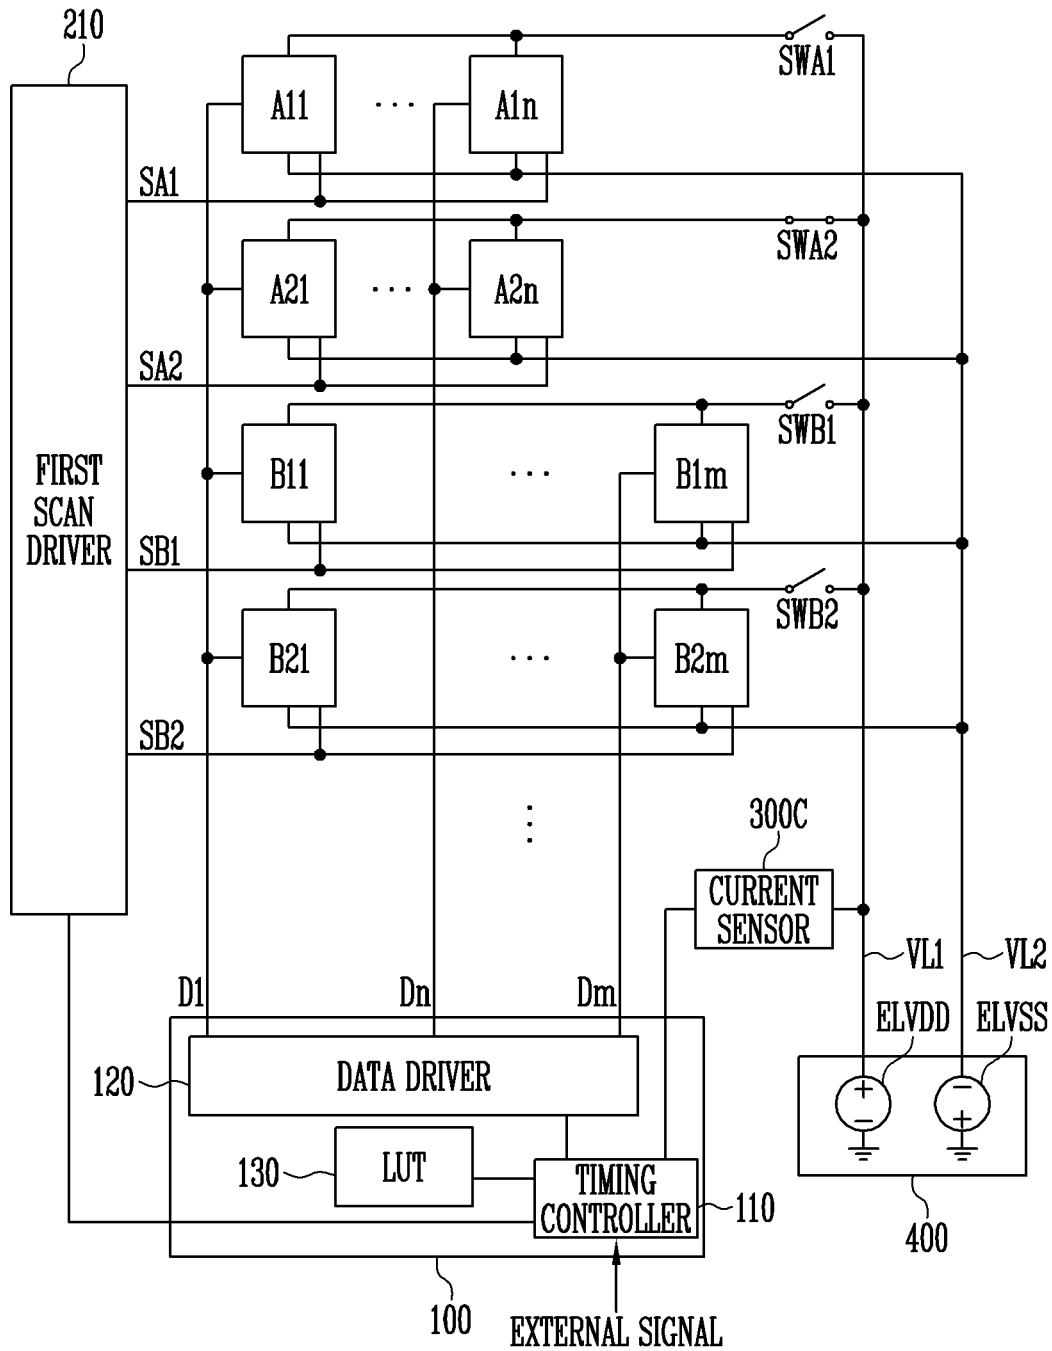 210
SWA1
A11
· · ·
A1n
SA1
SWA2
A21
· · ·
A2n
SA2
SWB1
B11
· · ·
B1m
FIRST
SCAN
DRIVER
SB1
SWB2
B21
· · ·
B2m
SB2
300C
CURRENT
SENSOR
VL1
VL2
D1
Dn
Dm
ELVDD
ELVSS
120
DATA DRIVER
+
−
−
+
130
LUT
TIMING
CONTROLLER
110
400
100
EXTERNAL SIGNAL